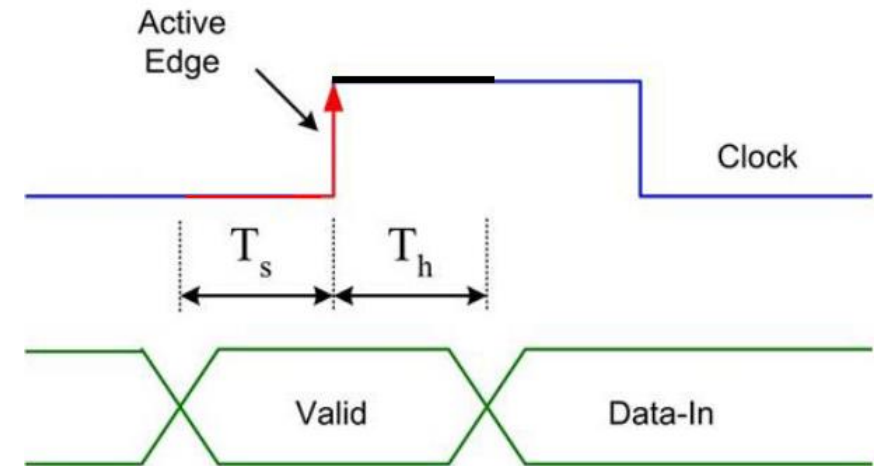 Active
Edge
Clock
Ts
Th
Valid
Data-In